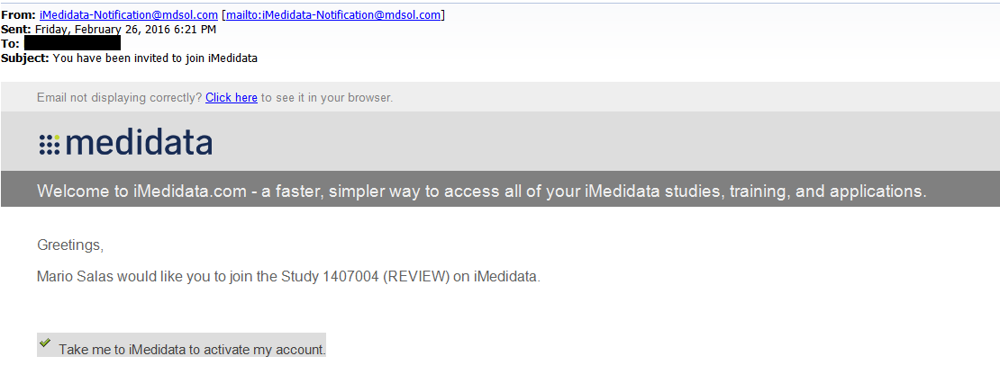 From: iMedidata-Notification@mdsol.com [mailto:iMedidata-Notification@mdsol.com]
Sent: Friday, February 26, 2016 6:21 PM
To:
Subject: You have been invited to join iMedidata
Email not displaying correctly? Click here to see it in your browser.
medidata
Welcome to iMedidata.com - a faster, simpler way to access all of your iMedidata studies, training, and applications.
Greetings,
Mario Salas would like you to join the Study 1407004 (REVIEW) on iMedidata.
Take me to iMedidata to activate my account.